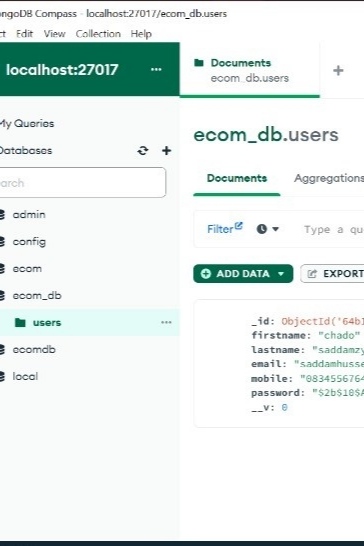 ongoDB Compass - localhost:27017/ecom_db.users
ct Edit View Collection Help
localhost:27017 ...
Documents
ecom_db.users
+
My Queries
Databases
+
earch
admin
config
ecom
ecom_db
users ...
ecomdb
local
ecom_db.users
Documents Aggregations
Filter Type a qu
ADD DATA EXPORT
_id: ObjectId('64b1
firstname: "chado"
lastname: "saddamzy
email: "saddamhusse
mobile: "0834556764
password: "$2b$10$A
__v: 0